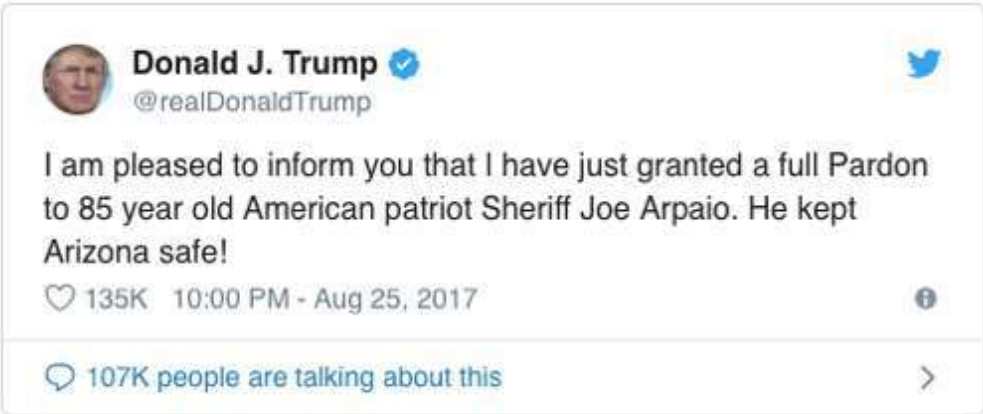 Donald J. Trump
@realDonaldTrump
I am pleased to inform you that I have just granted a full Pardon
to 85 year old American patriot Sheriff Joe Arpaio. He kept
Arizona safe!
135K 10:00 PM - Aug 25, 2017
107K people are talking about this